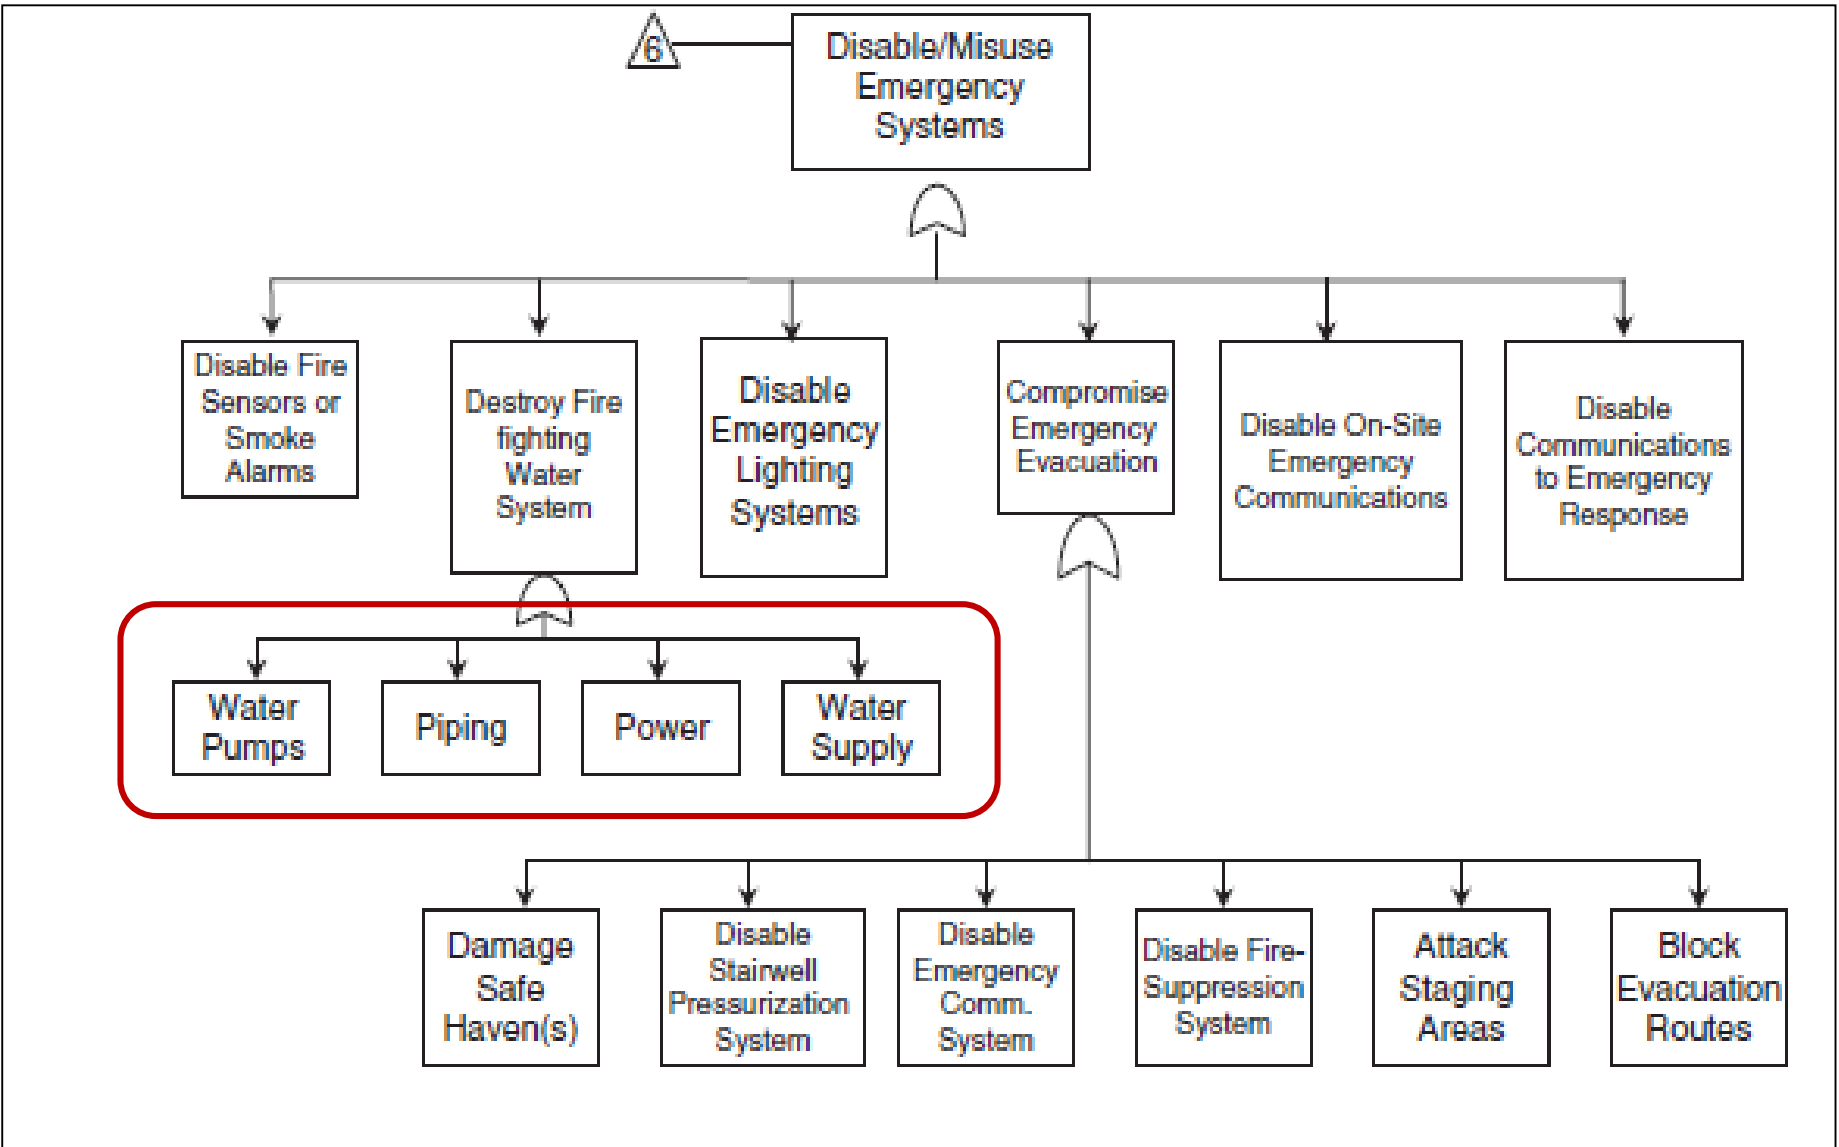 6
Disable/Misuse
Emergency
Systems
Disable Fire
Sensors or
Smoke
Alarms
Destroy Fire
fighting
Water
System
Disable
Emergency
Lighting
Systems
Compromise
Emergency
Evacuation
Disable On-Site
Emergency
Communications
Disable
Communications
to Emergency
Response
Water
Pumps
Piping
Power
Water
Supply
Damage
Safe
Haven(s)
Disable
Stairwell
Pressurization
System
Disable
Emergency
Comm.
System
Disable Fire-
Suppression
System
Attack
Staging
Areas
Block
Evacuation
Routes